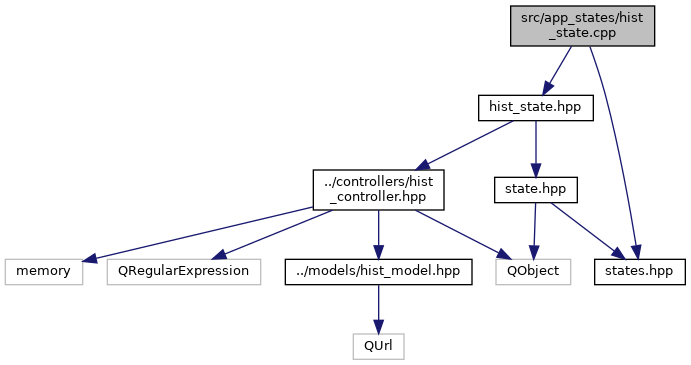 src/app_states/hist
_state.cpp
hist_state.hpp
../controllers/hist
_controller.hpp
state.hpp
memory
QRegularExpression
../models/hist_model.hpp
QObject
states.hpp
QUrl